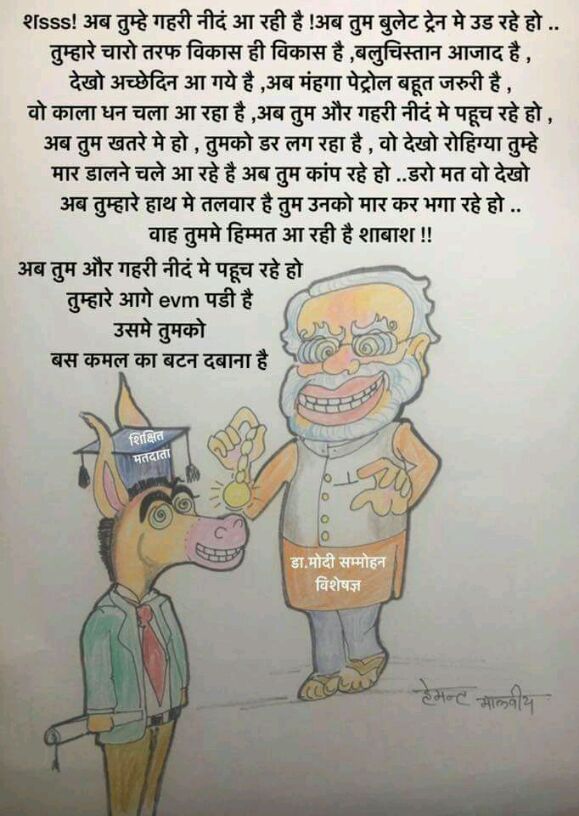 शsss! अब तुम्हे गहरी नीदं आ रही है !अब तुम बुलेट ट्रेन मे उड रहे हो ..
तुम्हारे चारो तरफ विकास ही विकास है ,बलुचिस्तान आजाद है ,
देखो अच्छेदिन आ गये है ,अब मंहगा पेट्रोल बहूत जरुरी है ,
वो काला धन चला आ रहा है ,अब तुम और गहरी नीदं मे पहूच रहे हो ,
अब तुम खतरे मे हो , तुमको डर लग रहा है , वो देखो रोहिग्या तुम्हे
मार डालने चले आ रहे है अब तुम कांप रहे हो ..डरो मत वो देखो
अब तुम्हारे हाथ मे तलवार है तुम उनको मार कर भगा रहे हो ..
वाह तुममे हिम्मत आ रही है शाबाश !!
अब तुम और गहरी नीदं मे पहूच रहे हो
तुम्हारे आगे evm पडी है
उसमे तुमको
बस कमल का बटन दबाना है
शिक्षित
मतदाता
डा.मोदी सम्मोहन
विशेषज्ञ
हेमन्त मालवीय